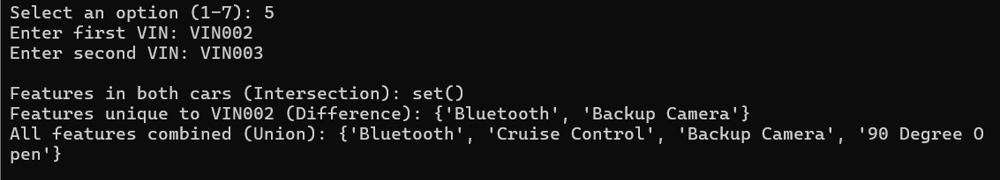 Select an option (1-7): 5
Enter first VIN: VIN002
Enter second VIN: VIN003
Features in both cars (Intersection): set()
Features unique to VIN002 (Difference): {'Bluetooth', 'Backup Camera'}
All features combined (Union): {'Bluetooth', 'Cruise Control', 'Backup Camera', '90 Degree O
pen'}